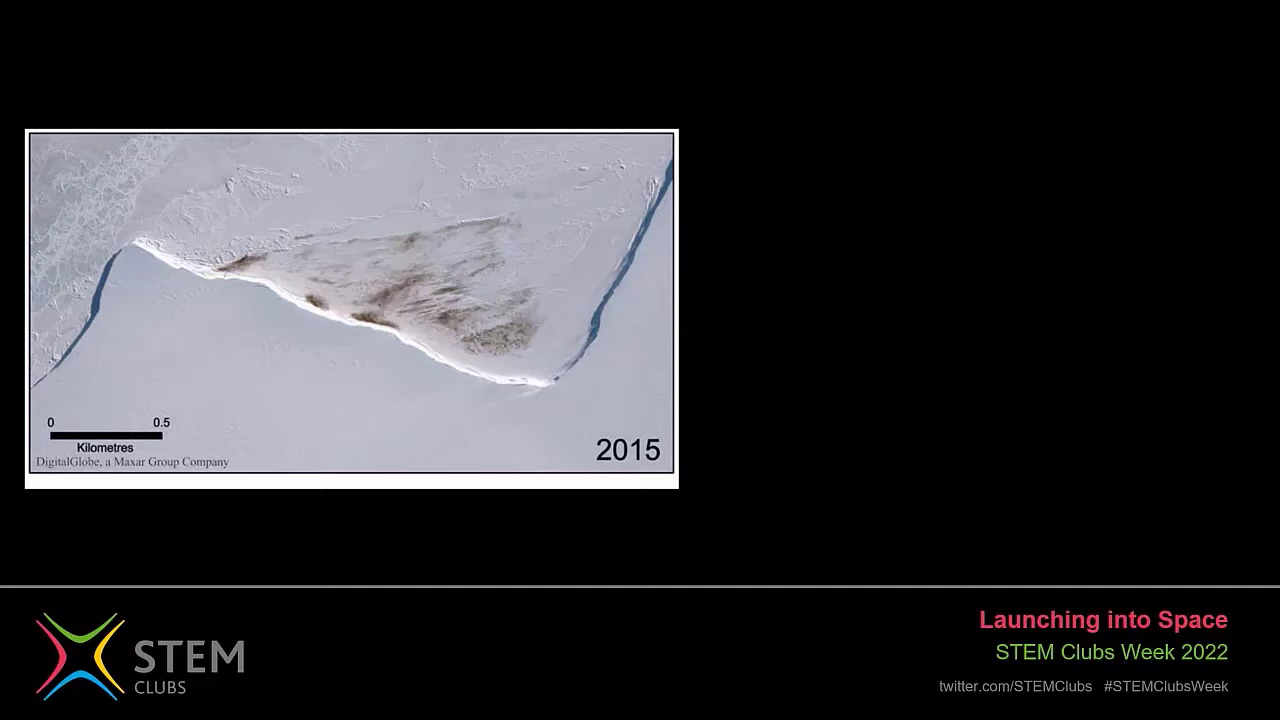 0 0.5
Kilometres
DigitalGlobe, a Maxar Group Company
2015
STEM
CLUBS
Launching into Space
STEM Clubs Week 2022
twitter.com/STEMClubs #STEMClubsWeek